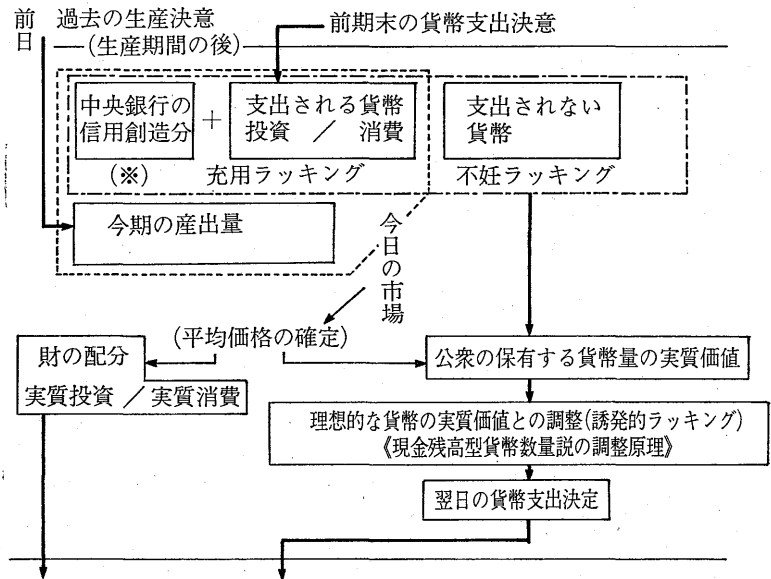 前日
過去の生産決意
(生産期間の後)
前期末の貨幣支出決意
中央銀行の
信用創造分
(※)
+
支出される貨幣
投資 / 消費
充用ラッキング
支出されない
貨幣
不妊ラッキング
今期の産出量
今日の市場
(平均価格の確定)
財の配分
実質投資 / 実質消費
公衆の保有する貨幣量の実質価値
理想的な貨幣の実質価値との調整(誘発的ラッキング)
《現金残高型貨幣数量説の調整原理》
翌日の貨幣支出決定